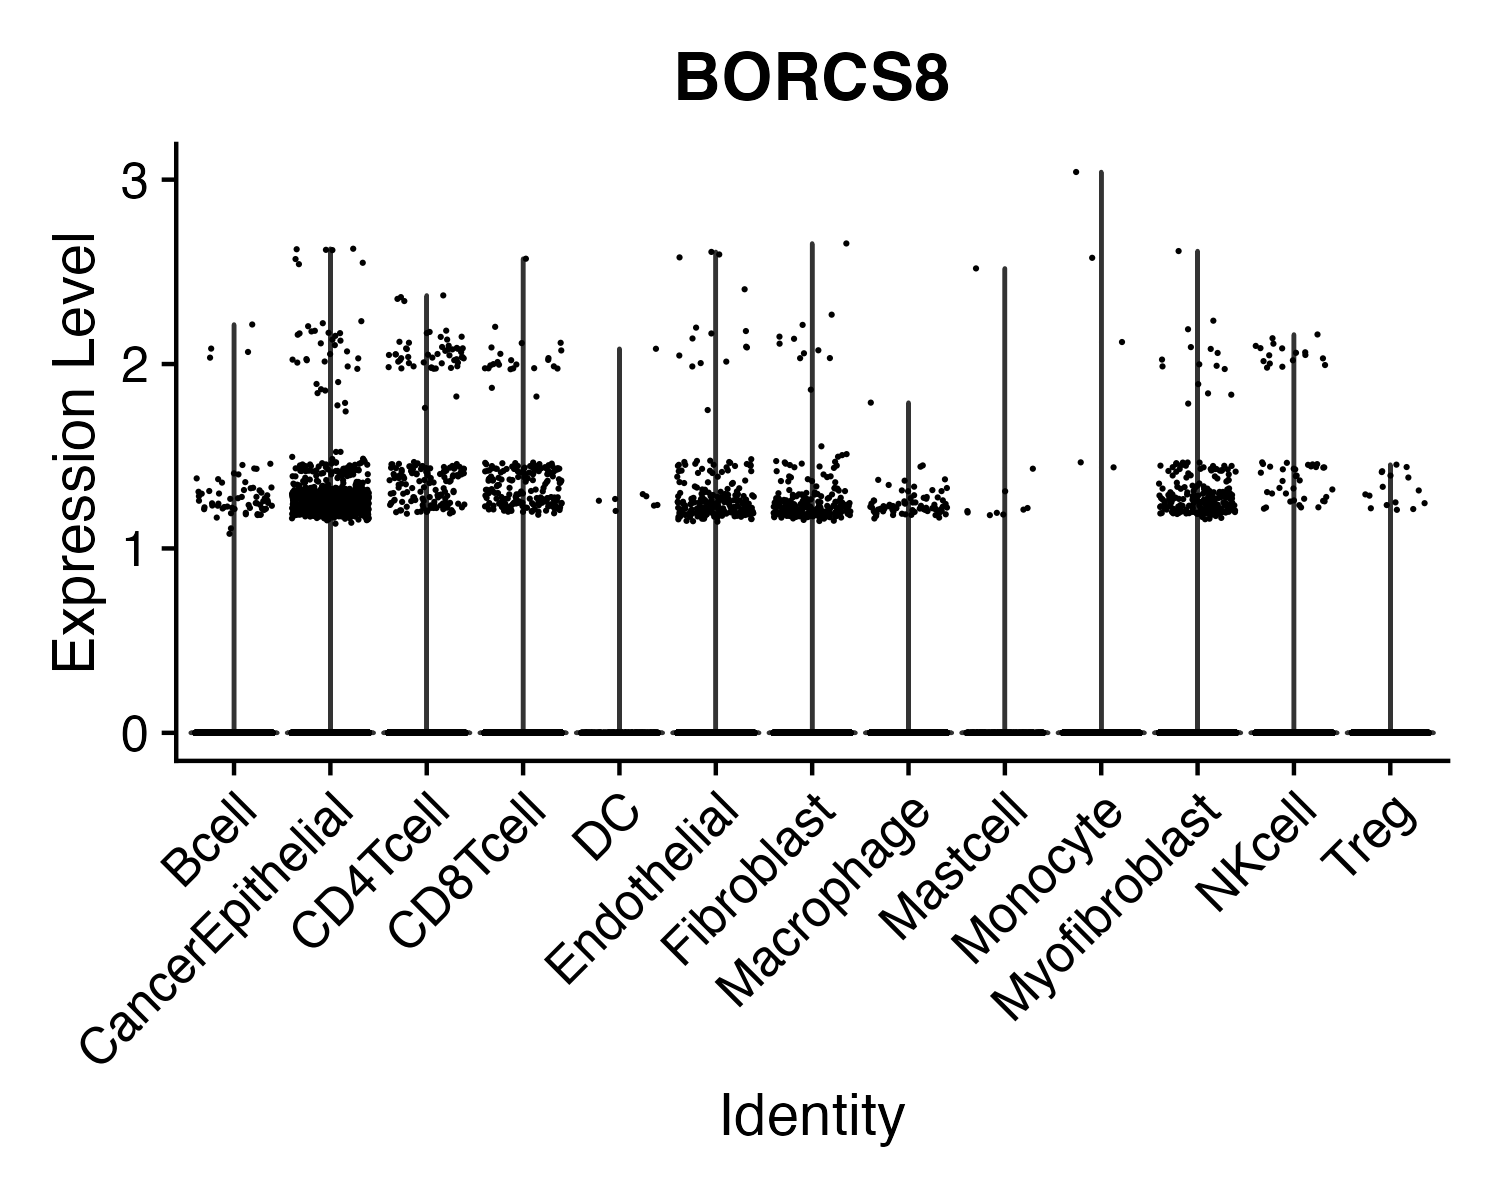 BORCS8
Expression Level
3
2
1
0
Bcell
CancerEpithelial
CD4Tcell
CD8Tcell
DC
Endothelial
Fibroblast
Macrophage
Mastcell
Monocyte
Myofibroblast
NKcell
Treg
Identity